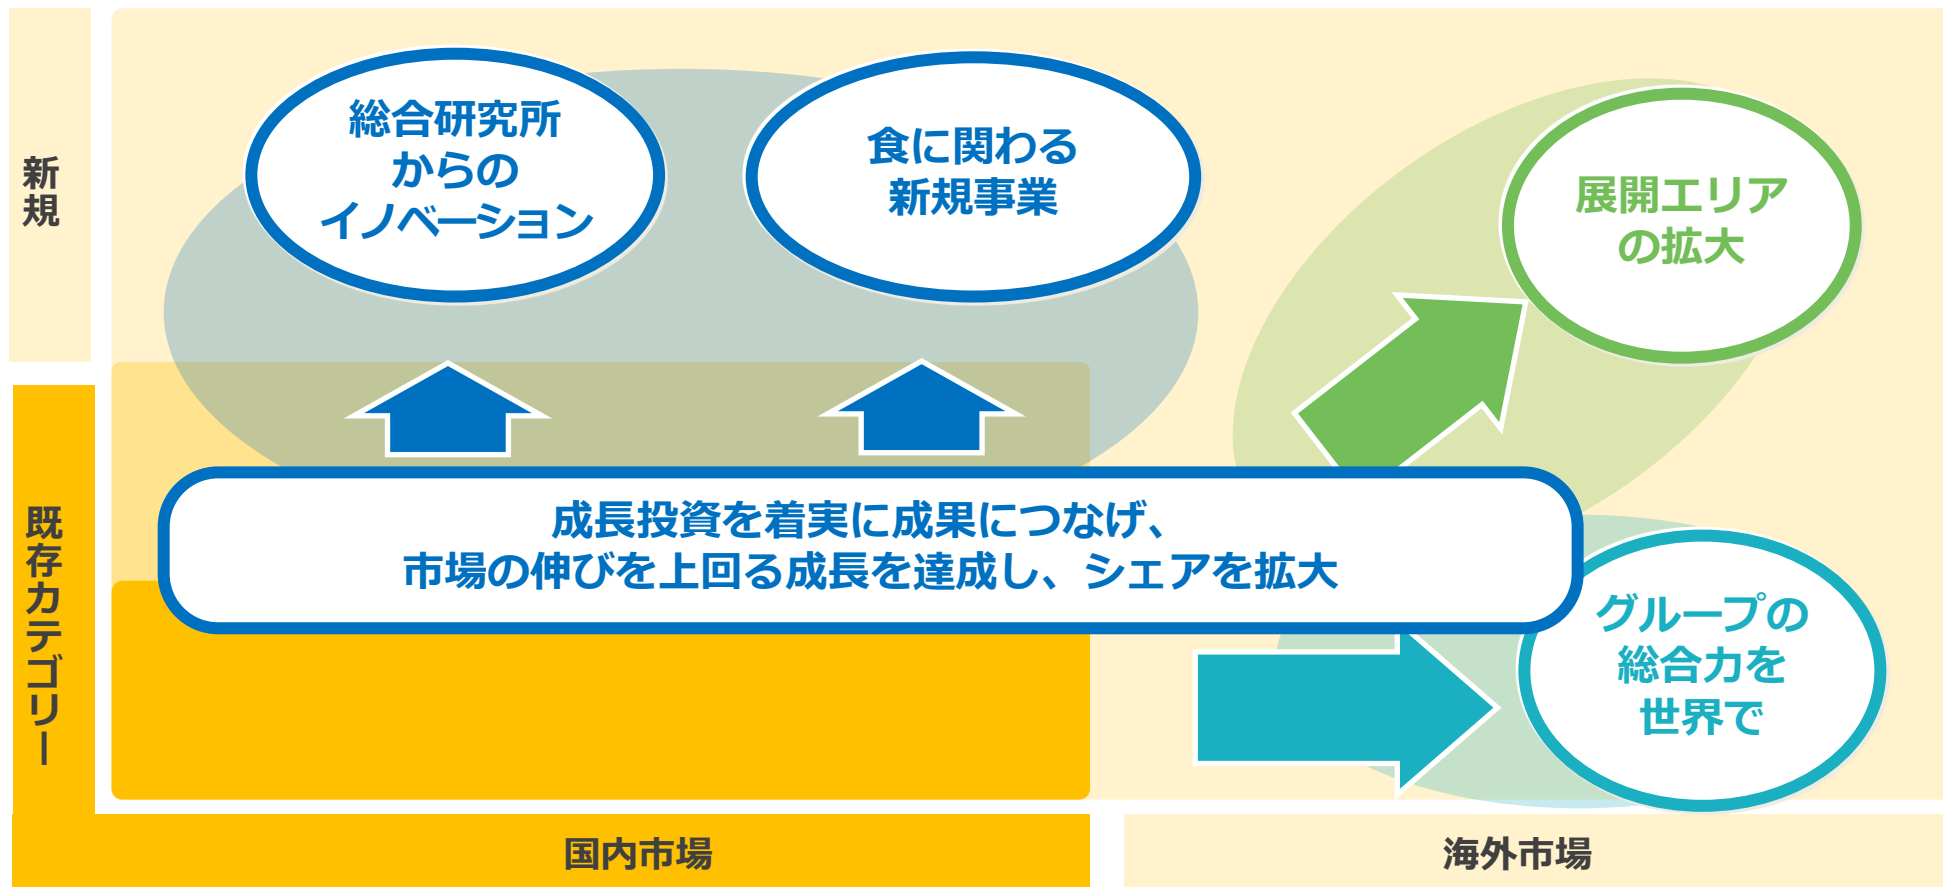 新規
総合研究所
からの
イノベーション
食に関わる
新規事業
展開エリア
の拡大
既存カテゴリー
成長投資を着実に成果につなげ、
市場の伸びを上回る成長を達成し、シェアを拡大
グループの
総合力を
世界で
国内市場
海外市場